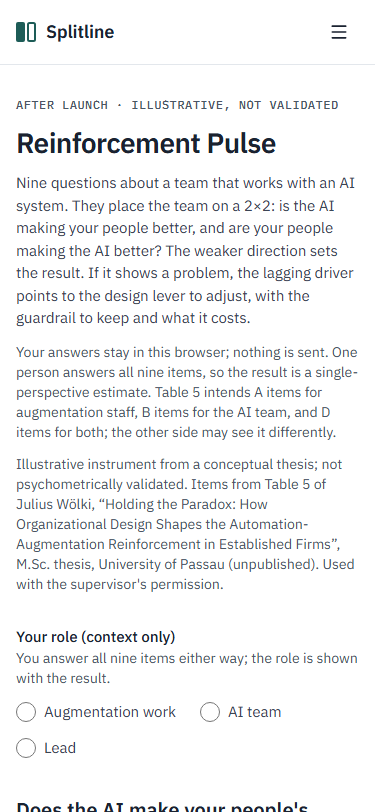 Splitline
AFTER LAUNCH · ILLUSTRATIVE, NOT VALIDATED
Reinforcement Pulse
Nine questions about a team that works with an AI
system. They place the team on a 2×2: is the AI
making your people better, and are your people
making the AI better? The weaker direction sets
the result. If it shows a problem, the lagging driver
points to the design lever to adjust, with the
guardrail to keep and what it costs.
Your answers stay in this browser; nothing is sent. One
person answers all nine items, so the result is a single-
perspective estimate. Table 5 intends A items for
augmentation staff, B items for the AI team, and D
items for both; the other side may see it differently.
Illustrative instrument from a conceptual thesis; not
psychometrically validated. Items from Table 5 of
Julius Wölki, “Holding the Paradox: How
Organizational Design Shapes the Automation-
Augmentation Reinforcement in Established Firms”,
M.Sc. thesis, University of Passau (unpublished). Used
with the supervisor's permission.
Your role (context only)
You answer all nine items either way; the role is shown
with the result.
Augmentation work
AI team
Lead
Does the AI make your people's